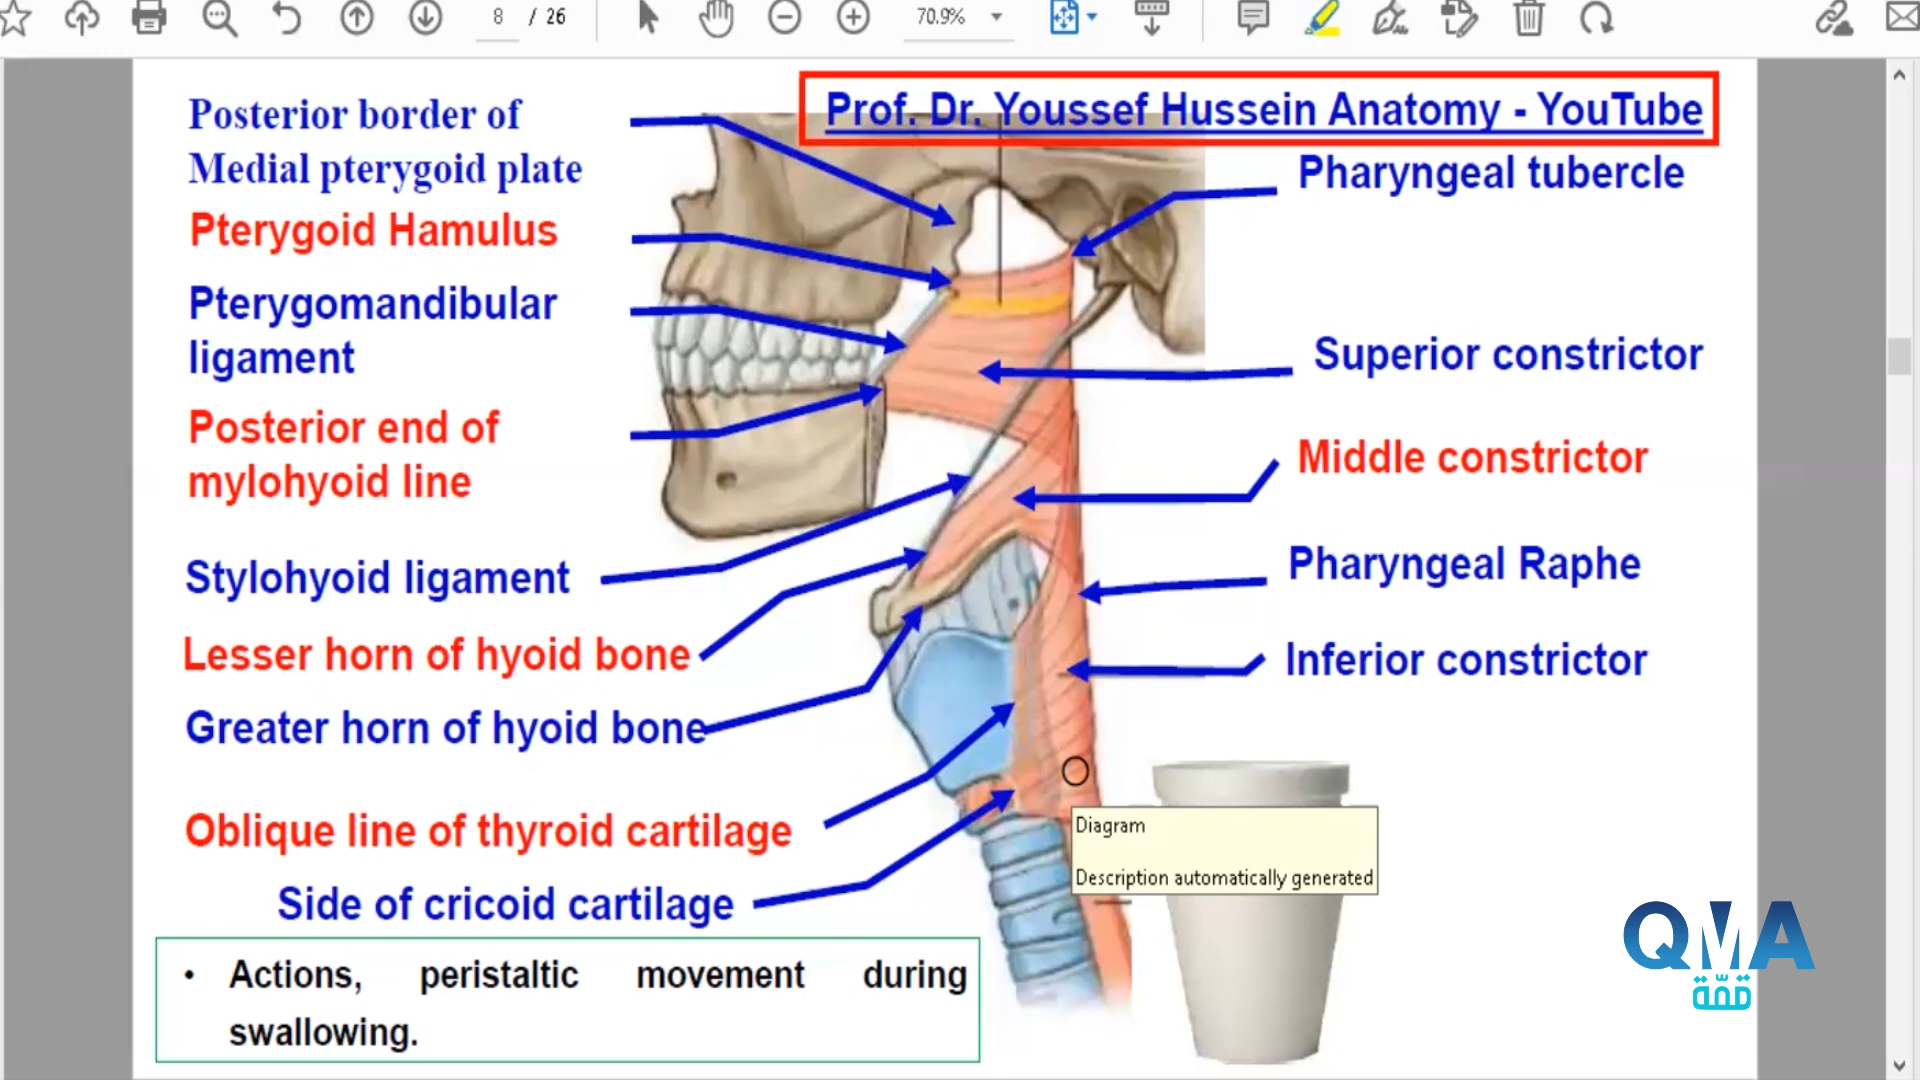 8 / 26
70.9%
Prof. Dr. Youssef Hussein Anatomy - YouTube
Posterior border of
Medial pterygoid plate
Pterygoid Hamulus
Pterygomandibular
ligament
Posterior end of
mylohyoid line
Stylohyoid ligament
Lesser horn of hyoid bone
Greater horn of hyoid bone
Oblique line of thyroid cartilage
Side of cricoid cartilage
Pharyngeal tubercle
Superior constrictor
Middle constrictor
Pharyngeal Raphe
Inferior constrictor
Diagram
Description automatically generated
• Actions, peristaltic movement during
swallowing.
QMA
قمّة